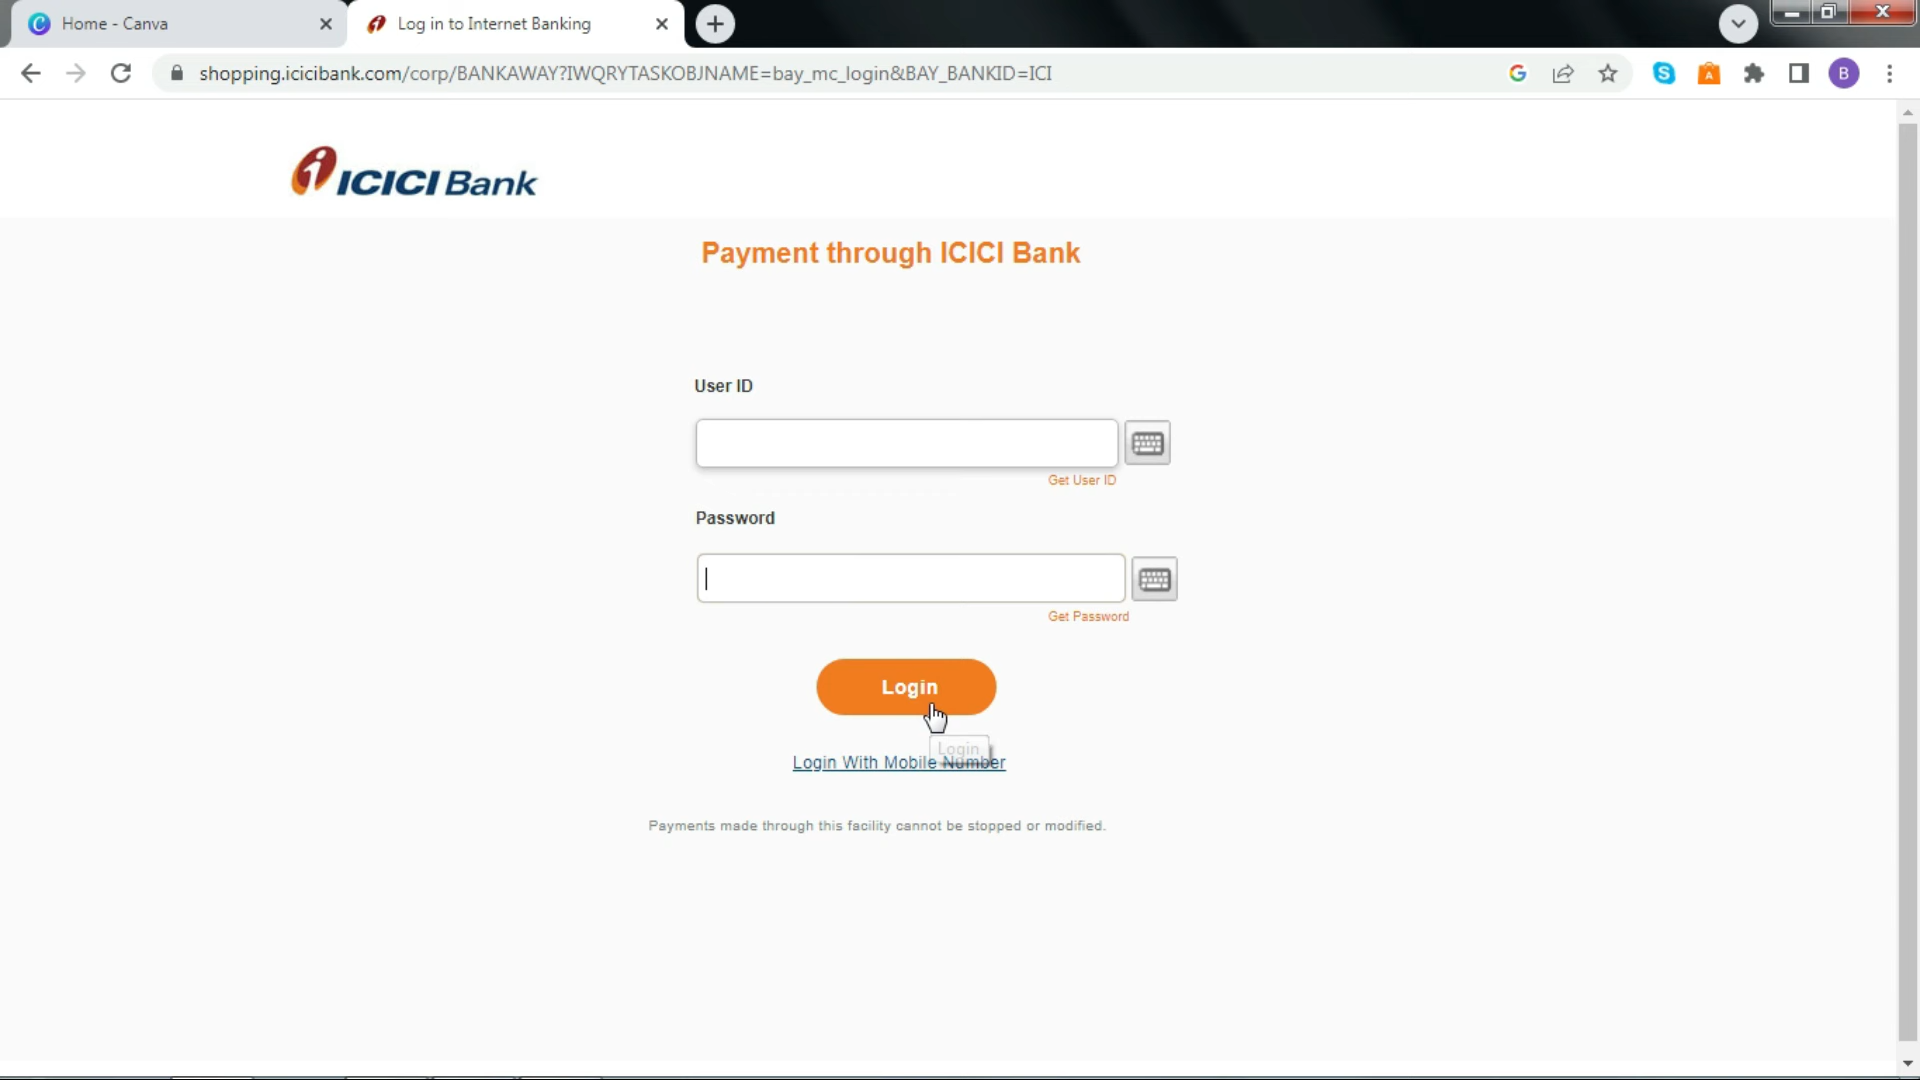 Home - Canva
Log in to Internet Banking
shopping.icicibank.com/corp/BANKAWAY?IWQRYTASKOBJNAME=bay_mc_login&BAY_BANKID=ICI
B
ICICI Bank
Payment through ICICI Bank
User ID
Get User ID
Password
Get Password
Login
Login
Login With Mobile Number
Payments made through this facility cannot be stopped or modified.